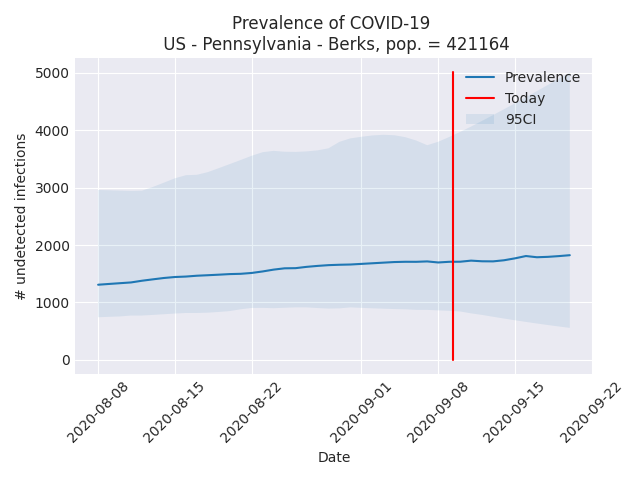 Prevalence of COVID-19
US - Pennsylvania - Berks, pop. = 421164
Prevalence
Today
95CI
5000
4000
3000
2000
1000
0
# undetected infections
2020-08-08
2020-08-15
2020-08-22
2020-09-01
2020-09-08
2020-09-15
2020-09-22
Date